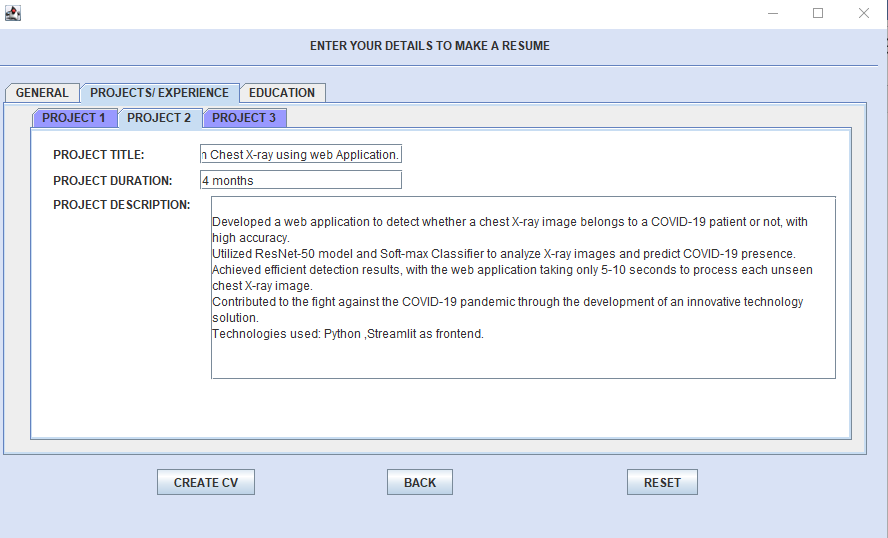 ENTER YOUR DETAILS TO MAKE A RESUME
GENERAL PROJECTS/ EXPERIENCE EDUCATION
PROJECT 1 PROJECT 2 PROJECT 3
PROJECT TITLE: Chest X-ray using web Application.
PROJECT DURATION: 4 months
PROJECT DESCRIPTION:
Developed a web application to detect whether a chest X-ray image belongs to a COVID-19 patient or not, with
high accuracy.
Utilized ResNet-50 model and Soft-max Classifier to analyze X-ray images and predict COVID-19 presence.
Achieved efficient detection results, with the web application taking only 5-10 seconds to process each unseen
chest X-ray image.
Contributed to the fight against the COVID-19 pandemic through the development of an innovative technology
solution.
Technologies used: Python ,Streamlit as frontend.
CREATE CV BACK RESET